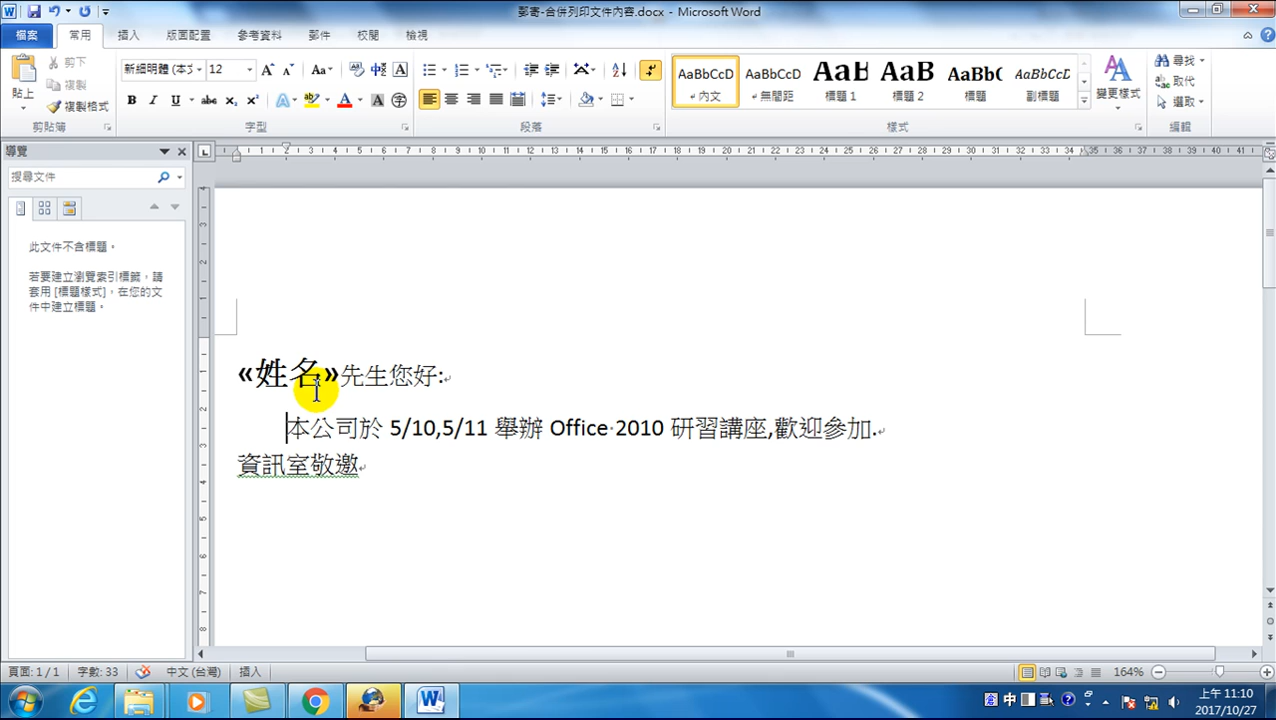 郵寄-合併列印文件內容.docx - Microsoft Word
檔案 常用 插入 版面配置 參考資料 郵件 校閱 檢視
貼上 剪下 複製 複製格式 剪貼簿
新細明體 (本文 12 字型
段落
AaBbCcD 內文 AaBbCcD 無間距 AaBb 標題 1 AaBb 標題 2 AaBbC 標題 AaBbCcD 副標題 變更樣式 樣式
尋找 取代 選取 編輯
導覽
搜尋文件
此文件不含標題。
若要建立瀏覽索引標籤，請
套用 [標題樣式]，在您的文
件中建立標題。
«姓名»先生您好:
本公司於 5/10,5/11 舉辦 Office 2010 研習講座,歡迎參加.
資訊室敬邀
頁面: 1 / 1 字數: 33 中文 (台灣) 插入 164%
上午 11:10
2017/10/27